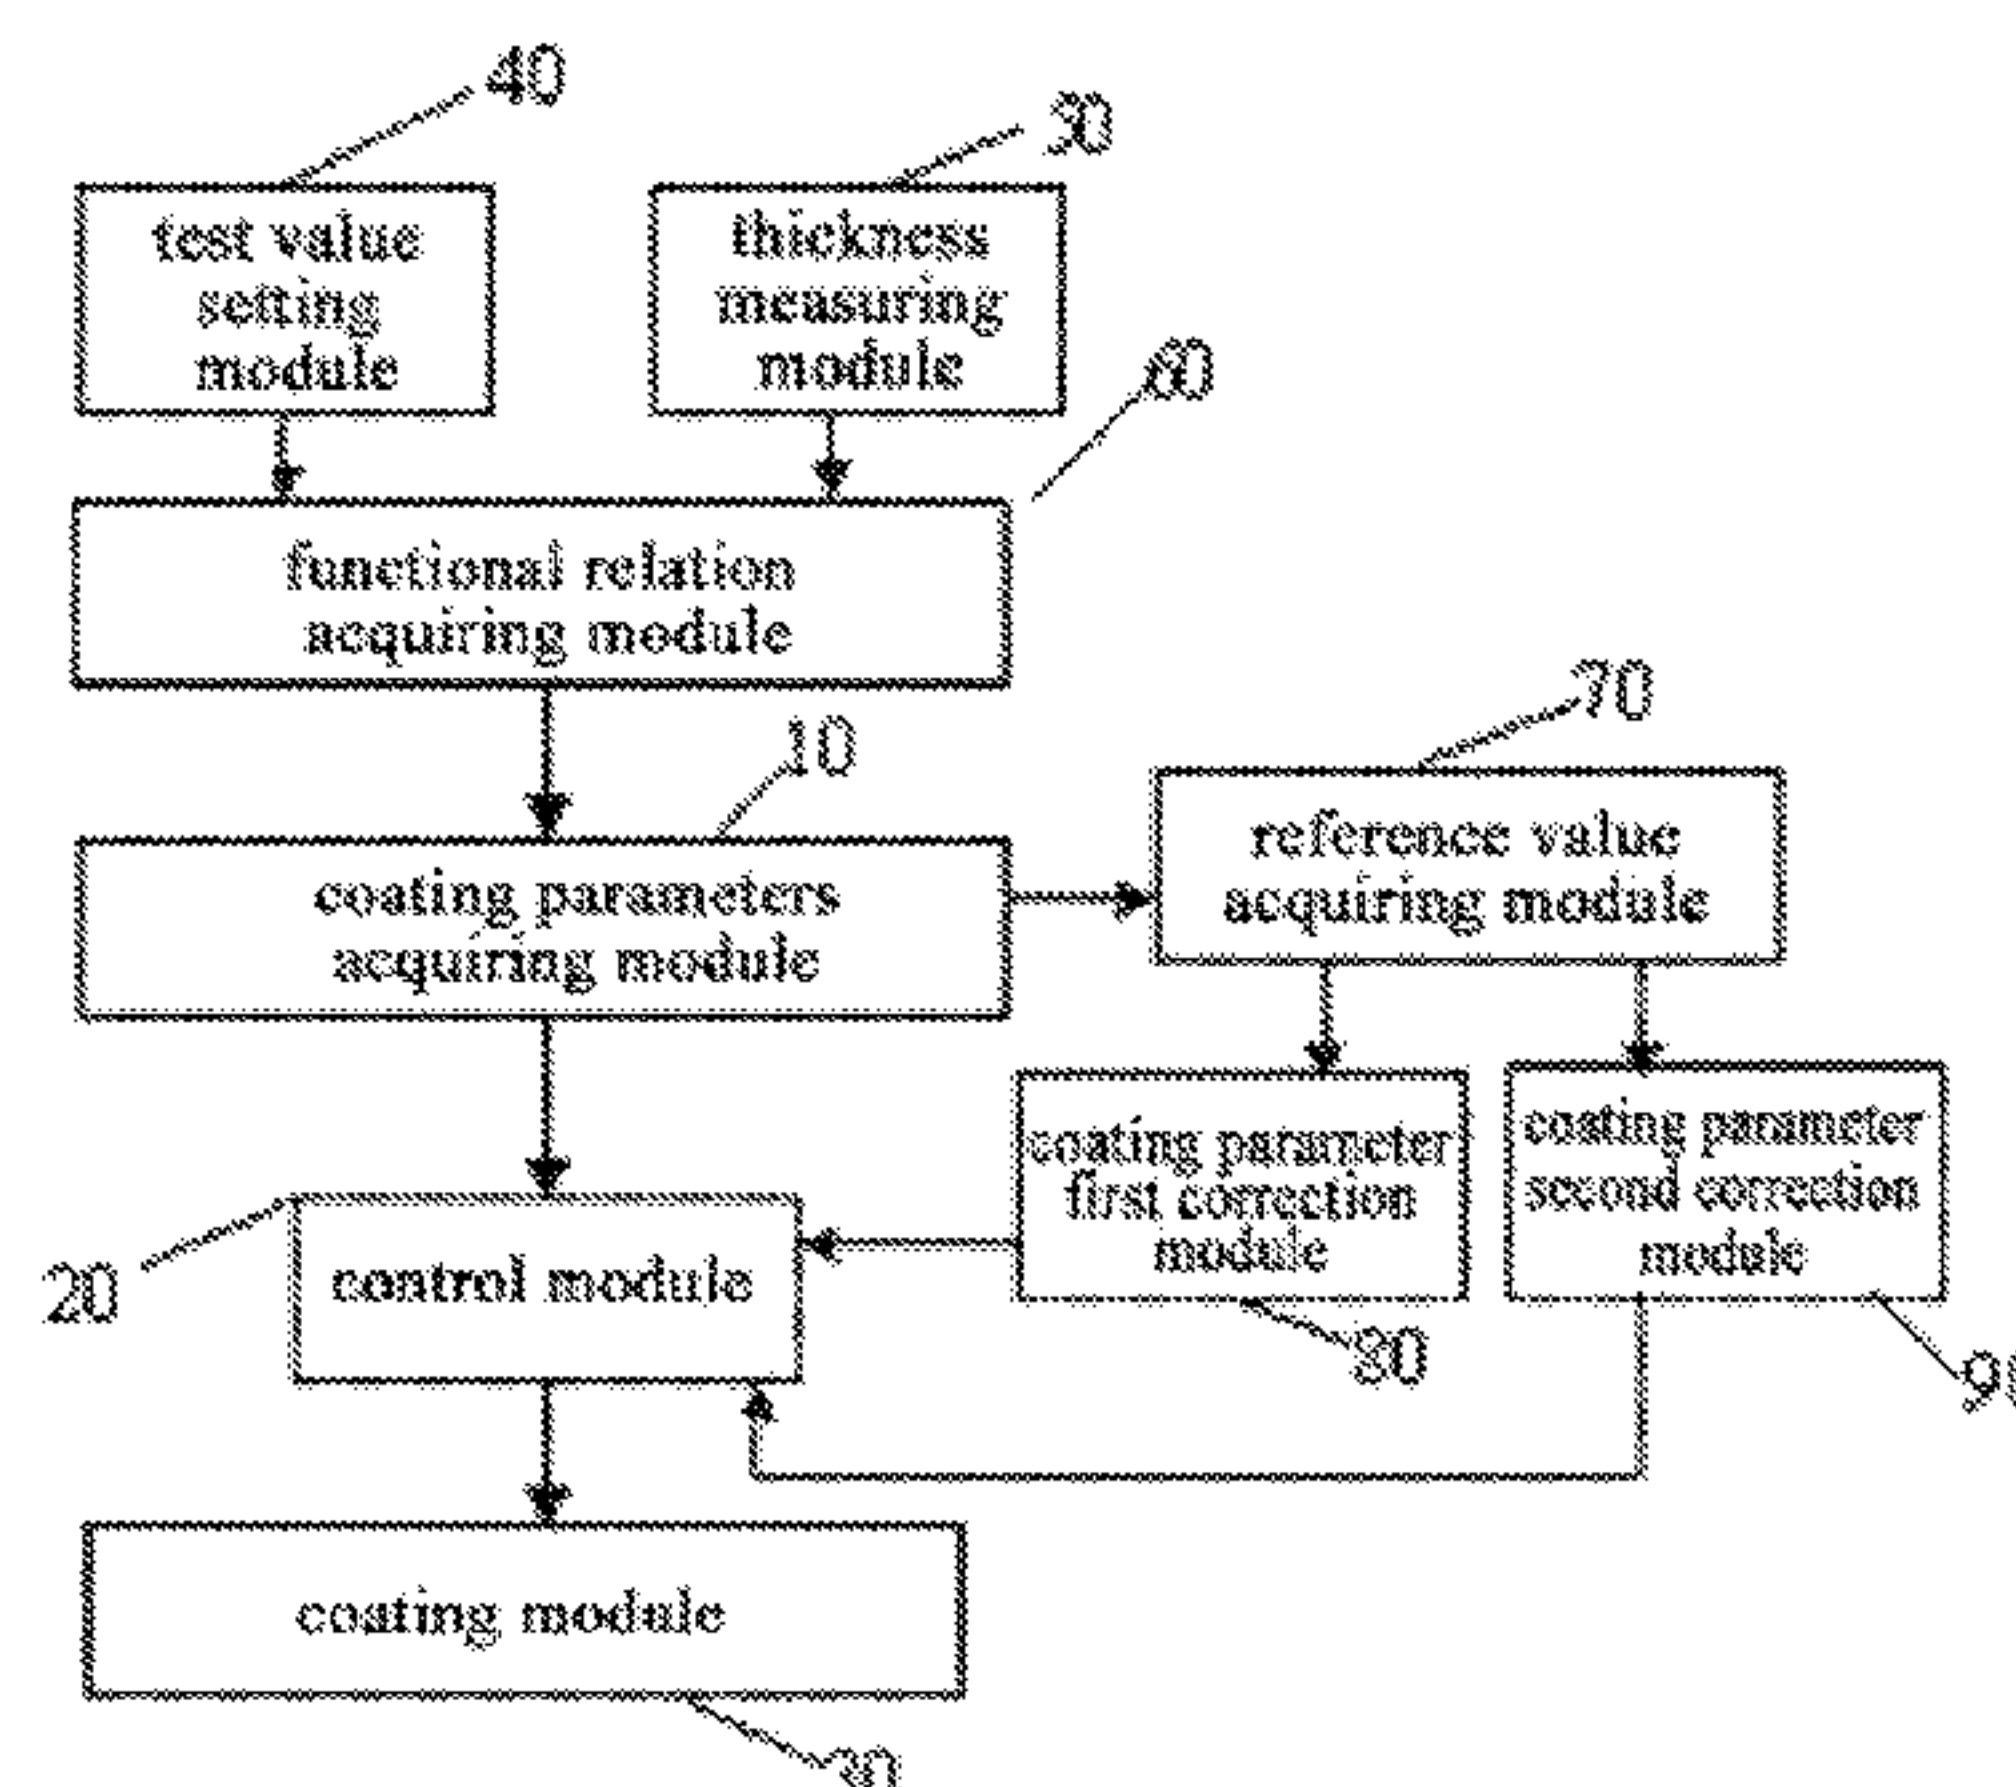 40
50
test value
setting
module
thickness
measuring
module
60
functional relation
acquiring module
10
70
coating parameters
acquiring module
reference value
acquiring module
20
control module
coating parameter
first correction
module
coating parameter
second correction
module
80
coating module